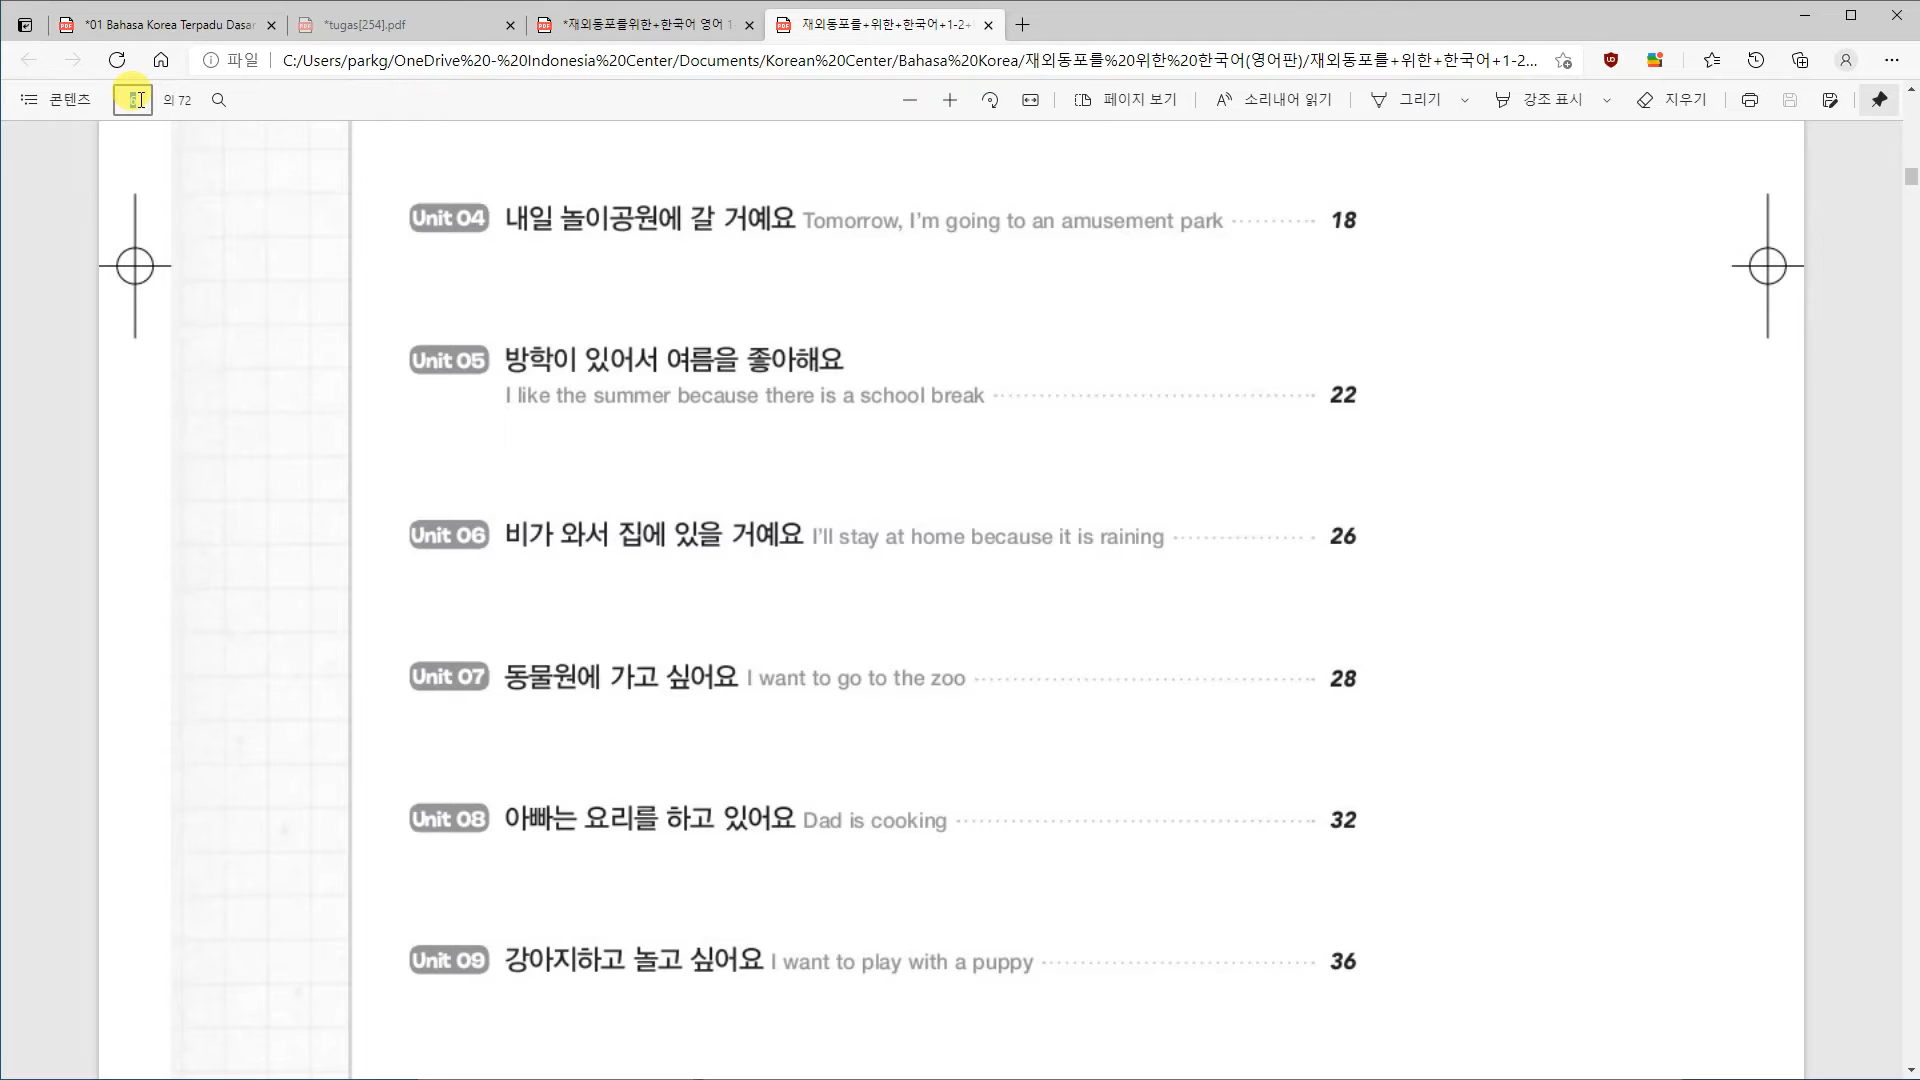 *01 Bahasa Korea Terpadu Dasar
*tugas[254].pdf
*재외동포를위한+한국어 영어 1
재외동포를+위한+한국어+1-2+
파일
C:/Users/parkg/OneDrive%20-%20Indonesia%20Center/Documents/Korean%20Center/Bahasa%20Korea/재외동포를%20위한%20한국어(영어판)/재외동포를+위한+한국어+1-2...
콘텐츠
6
의 72
페이지 보기
소리내어 읽기
그리기
강조 표시
지우기
Unit 04 내일 놀이공원에 갈 거예요 Tomorrow, I'm going to an amusement park 18
Unit 05 방학이 있어서 여름을 좋아해요
I like the summer because there is a school break 22
Unit 06 비가 와서 집에 있을 거예요 I'll stay at home because it is raining 26
Unit 07 동물원에 가고 싶어요 I want to go to the zoo 28
Unit 08 아빠는 요리를 하고 있어요 Dad is cooking 32
Unit 09 강아지하고 놀고 싶어요 I want to play with a puppy 36